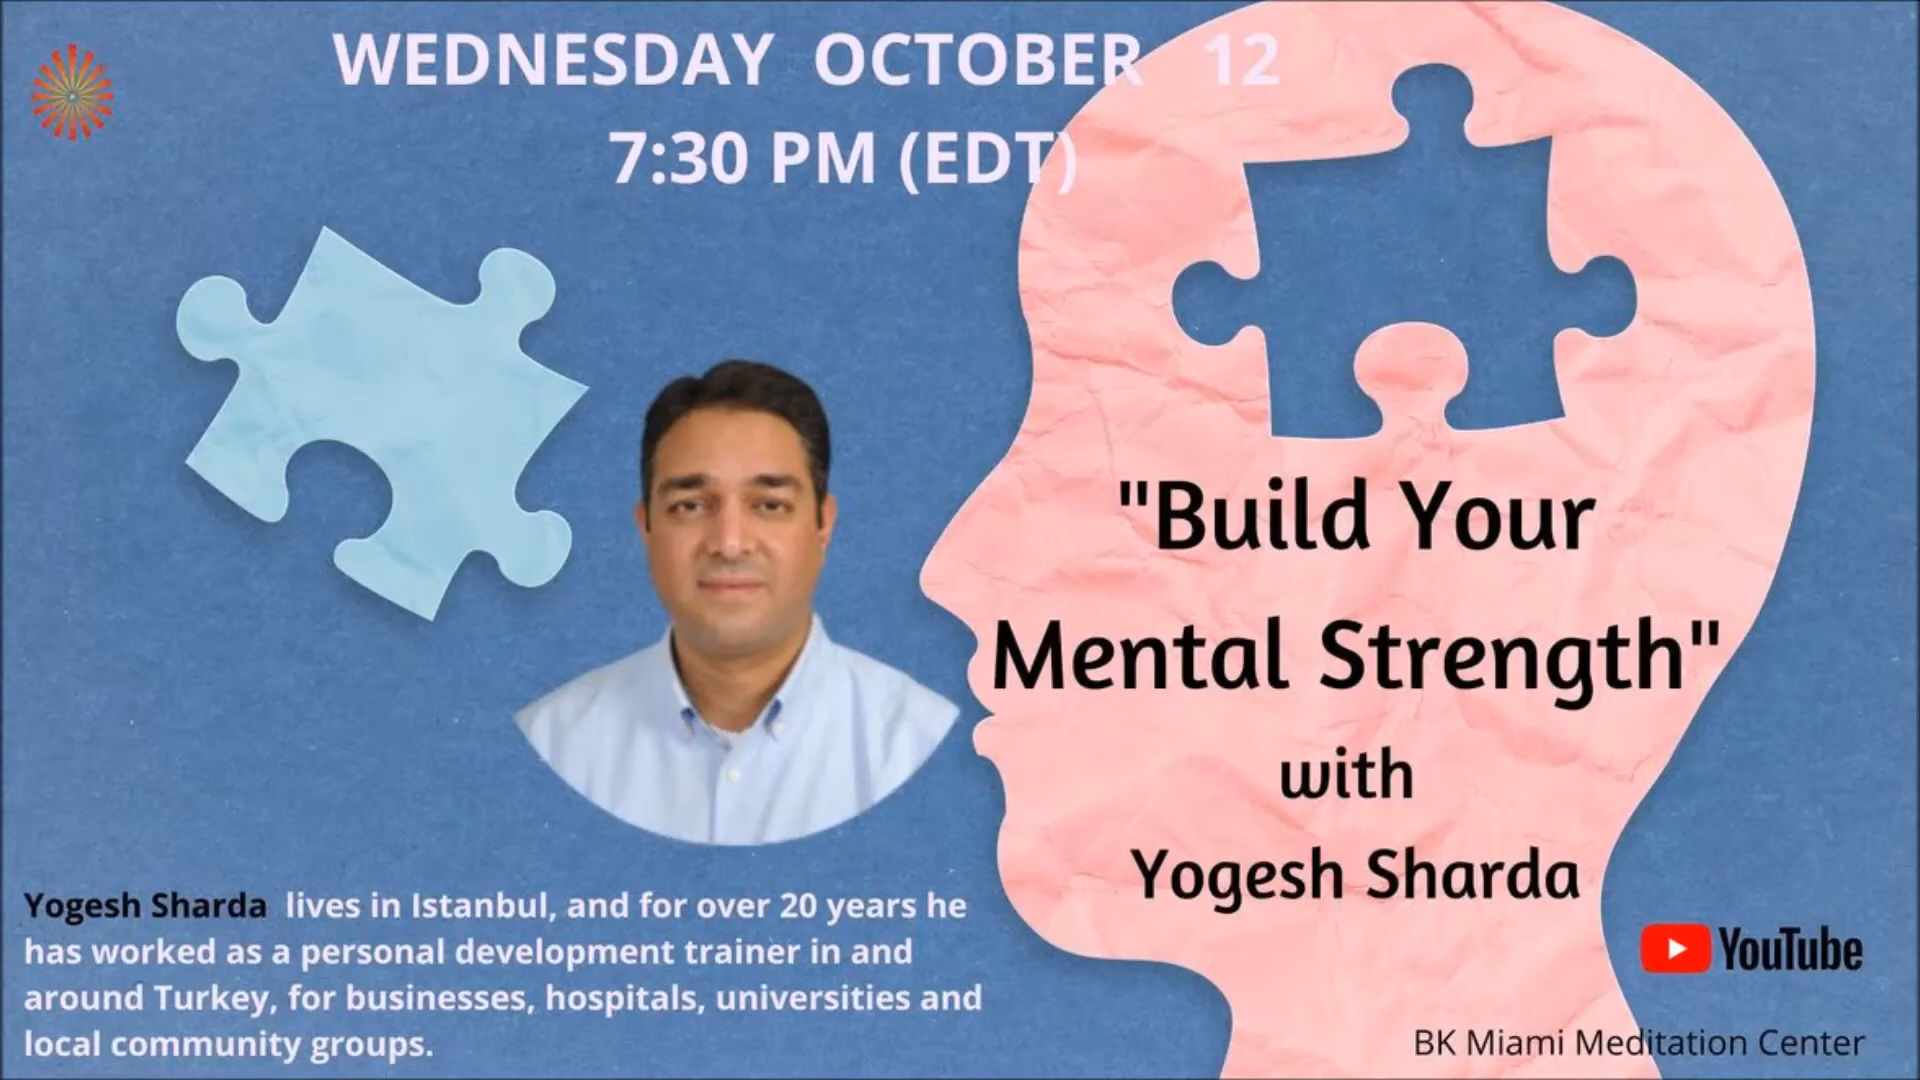 WEDNESDAY OCTOBER 12
7:30 PM (EDT)
"Build Your
Mental Strength"
with
Yogesh Sharda
Yogesh Sharda lives in Istanbul, and for over 20 years he
has worked as a personal development trainer in and
around Turkey, for businesses, hospitals, universities and
local community groups.
YouTube
BK Miami Meditation Center